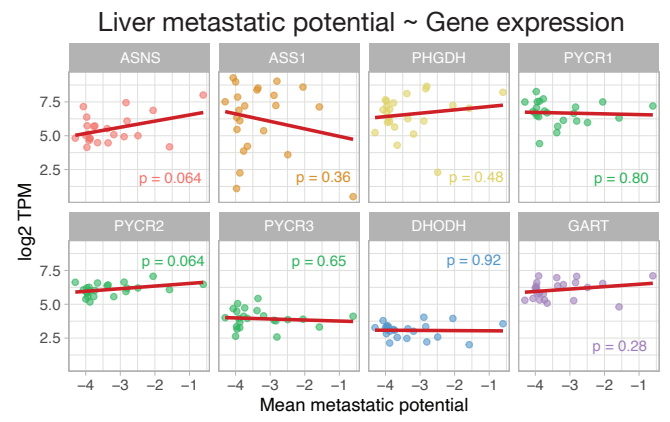 Liver metastatic potential ~ Gene expression
ASNS ASS1 PHGDH PYCR1
7.5
5.0
2.5
p = 0.064 p = 0.36 p = 0.48 p = 0.80
log2 TPM
PYCR2 PYCR3 DHODH GART
p = 0.064 p = 0.65 p = 0.92
7.5
5.0
2.5
p = 0.28
−4 −3 −2 −1 −4 −3 −2 −1 −4 −3 −2 −1 −4 −3 −2 −1
Mean metastatic potential